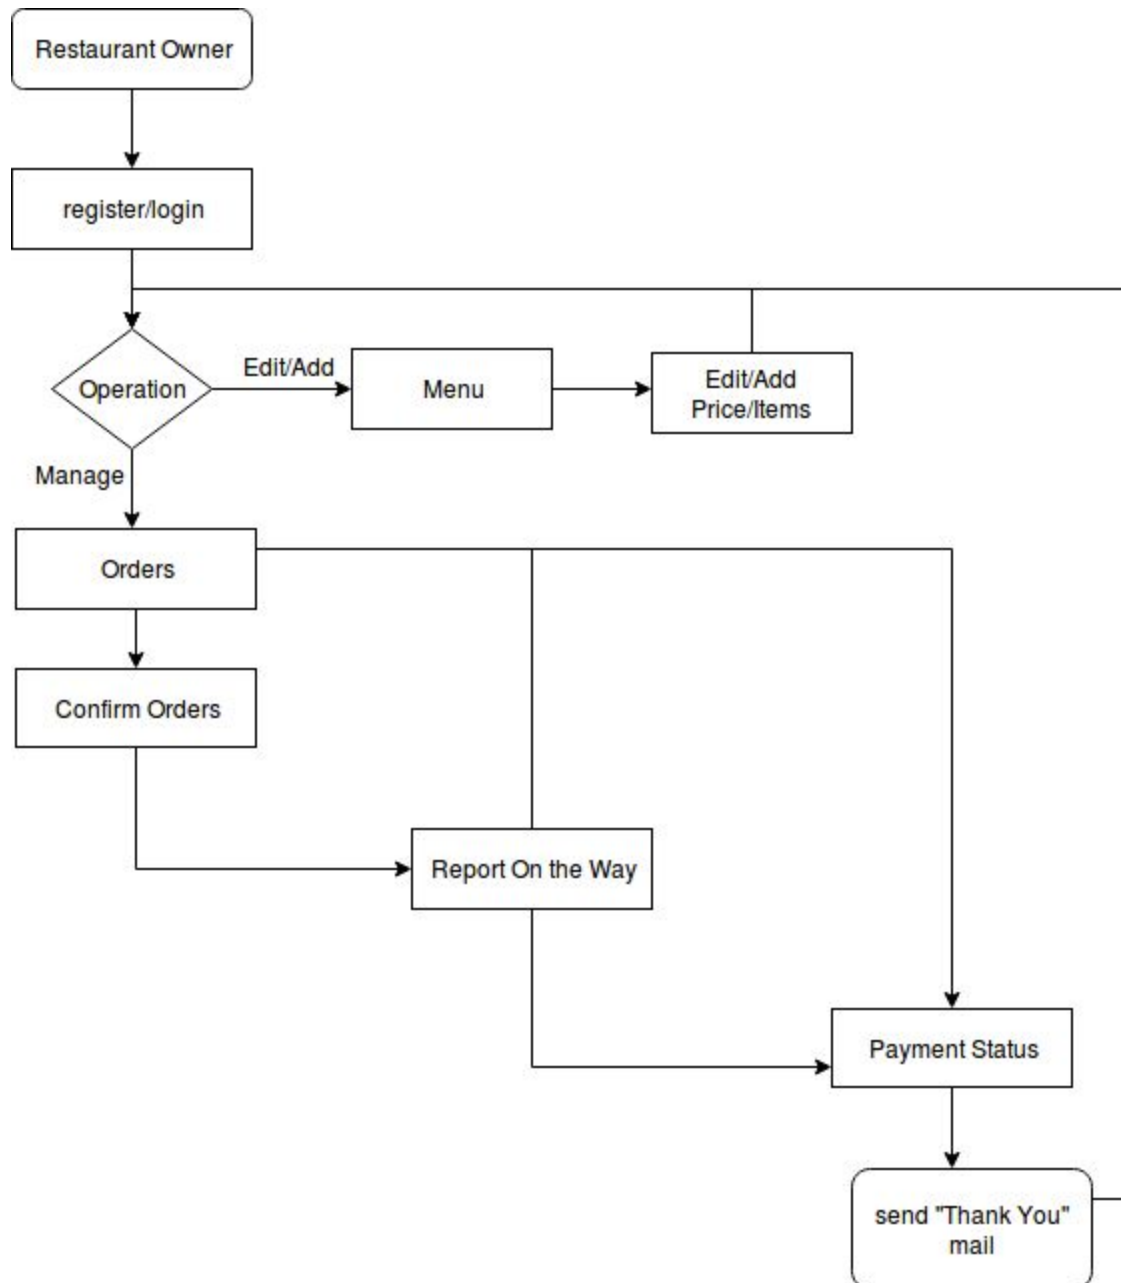 Restaurant Owner
register/login
Operation
Edit/Add
Menu
Edit/Add
Price/Items
Manage
Orders
Confirm Orders
Report On the Way
Payment Status
send "Thank You"
mail